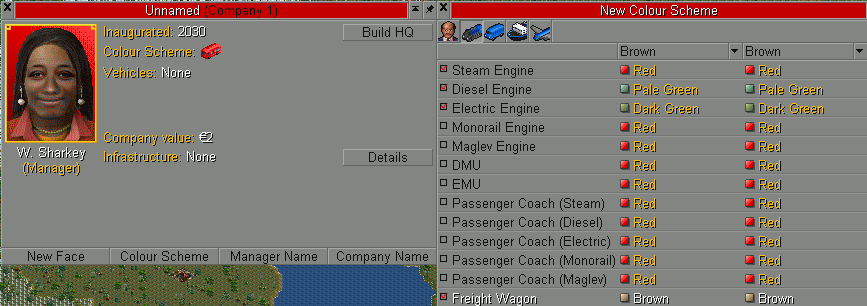 Unnamed (Company 1)
Inaugurated: 2030
Build HQ
Colour Scheme:
Vehicles: None
Company value: €2
W. Sharkey
(Manager)
Infrastructure: None
Details
New Face
Colour Scheme
Manager Name
Company Name
New Colour Scheme
Brown Brown
Steam Engine Red Red
Diesel Engine Pale Green Pale Green
Electric Engine Dark Green Dark Green
Monorail Engine Red Red
Maglev Engine Red Red
DMU Red Red
EMU Red Red
Passenger Coach (Steam) Red Red
Passenger Coach (Diesel) Red Red
Passenger Coach (Electric) Red Red
Passenger Coach (Monorail) Red Red
Passenger Coach (Maglev) Red Red
Freight Wagon Brown Brown